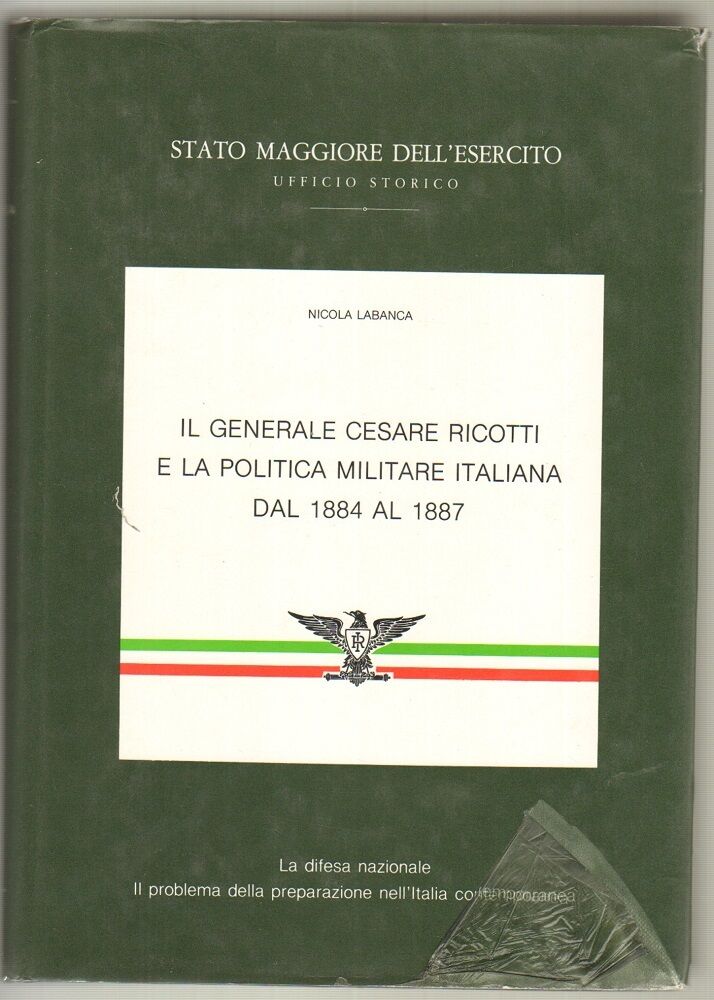 STATO MAGGIORE DELL'ESERCITO
UFFICIO STORICO
NICOLA LABANCA
IL GENERALE CESARE RICOTTI
E LA POLITICA MILITARE ITALIANA
DAL 1884 AL 1887
RI
La difesa nazionale
Il problema della preparazione nell'Italia contemporanea